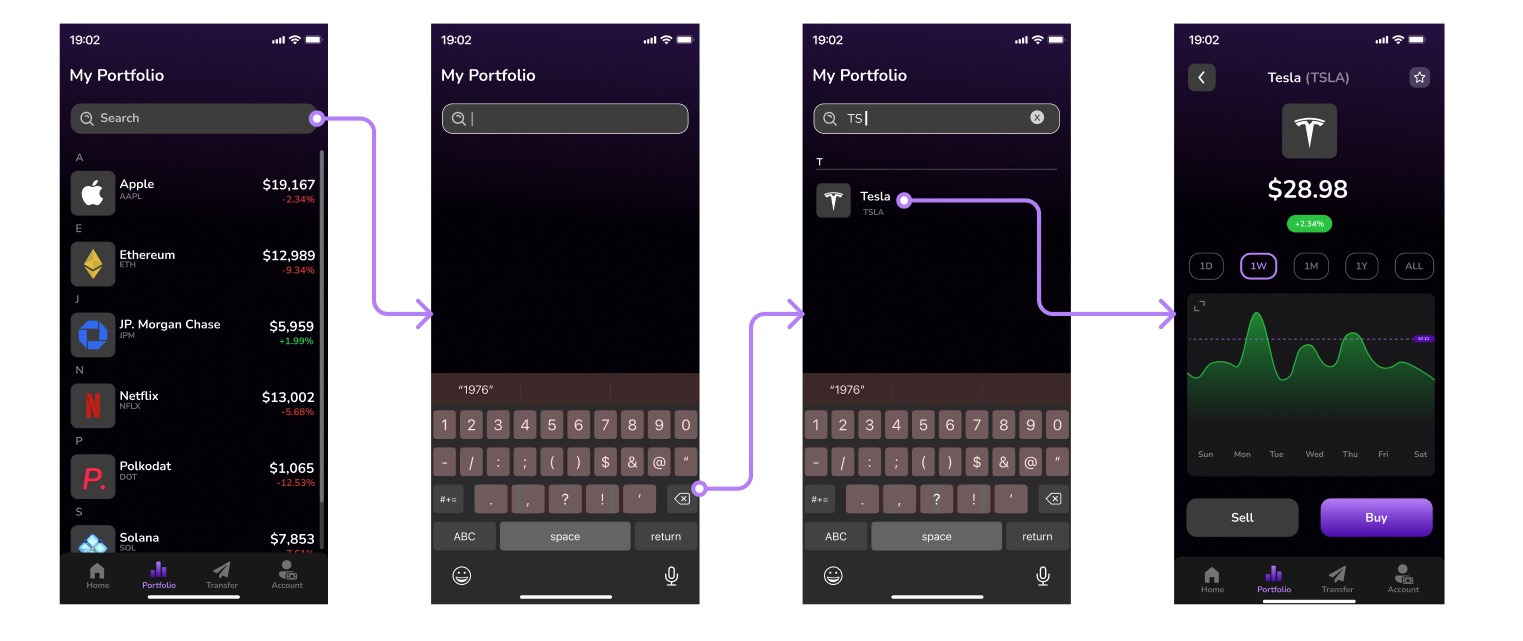 19:02
My Portfolio
Search
A
Apple
AAPL
$19,167
-2.34%
E
Ethereum
ETH
$12,989
-9.34%
J
JP. Morgan Chase
JPM
$5,959
+1.99%
N
Netflix
NFLX
$13,002
-5.68%
P
Polkodat
DOT
$1,065
-12.53%
S
Solana
SOL
$7,853
Home
Portfolio
Transfer
Account
19:02
My Portfolio
"1976"
1 2 3 4 5 6 7 8 9 0
- / : ; ( ) $ & @ "
#+= . , ? ! '
ABC space return
19:02
My Portfolio
TS
T
Tesla
TSLA
"1976"
1 2 3 4 5 6 7 8 9 0
- / : ; ( ) $ & @ "
#+= . , ? ! '
ABC space return
19:02
Tesla (TSLA)
$28.98
+2.34%
1D 1W 1M 1Y ALL
Sun Mon Tue Wed Thu Fri Sat
Sell
Buy
Home
Portfolio
Transfer
Account